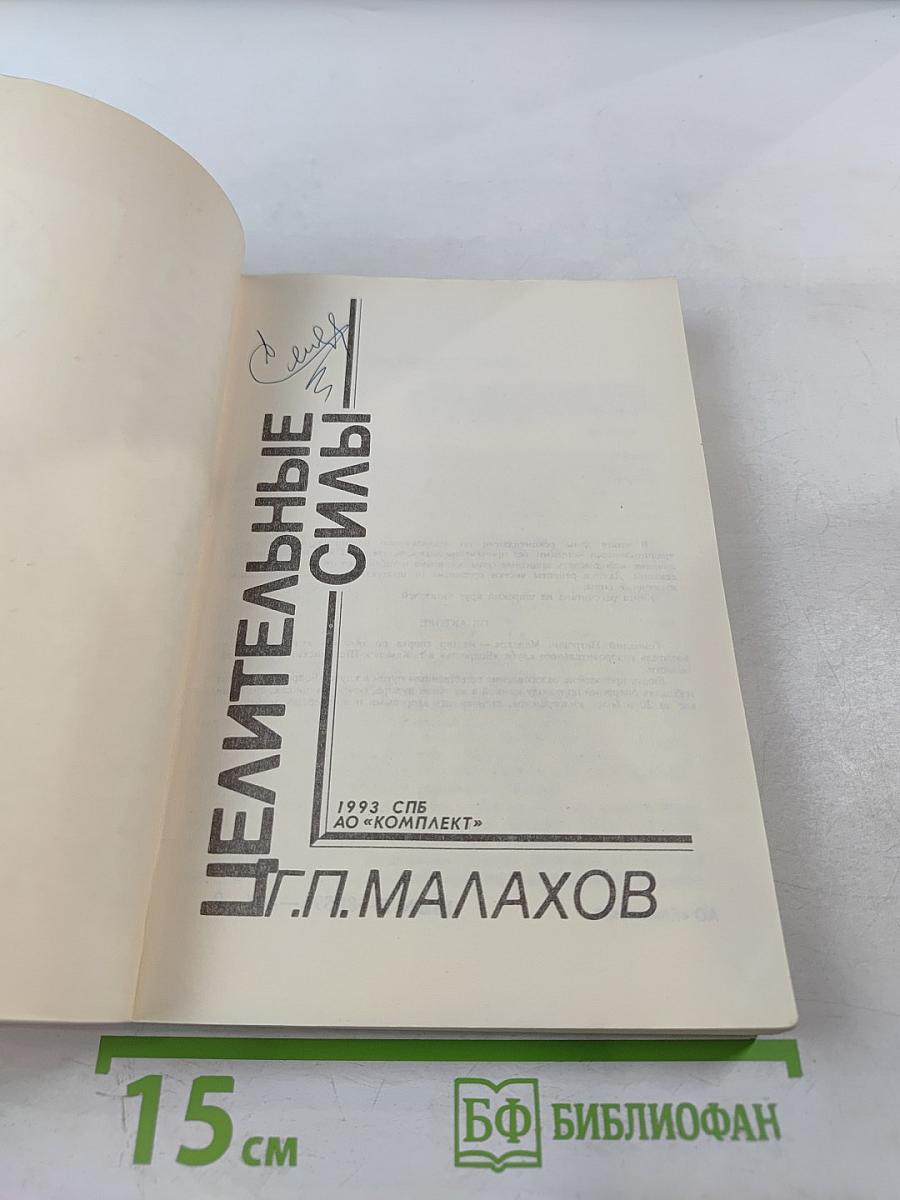 ЦЕЛИТЕЛЬНЫЕ
СИЛЫ
1993 СПБ
АО «КОМПЛЕКТ»
Г.П. МАЛАХОВ
15 см
БФ БИБЛИОФАН